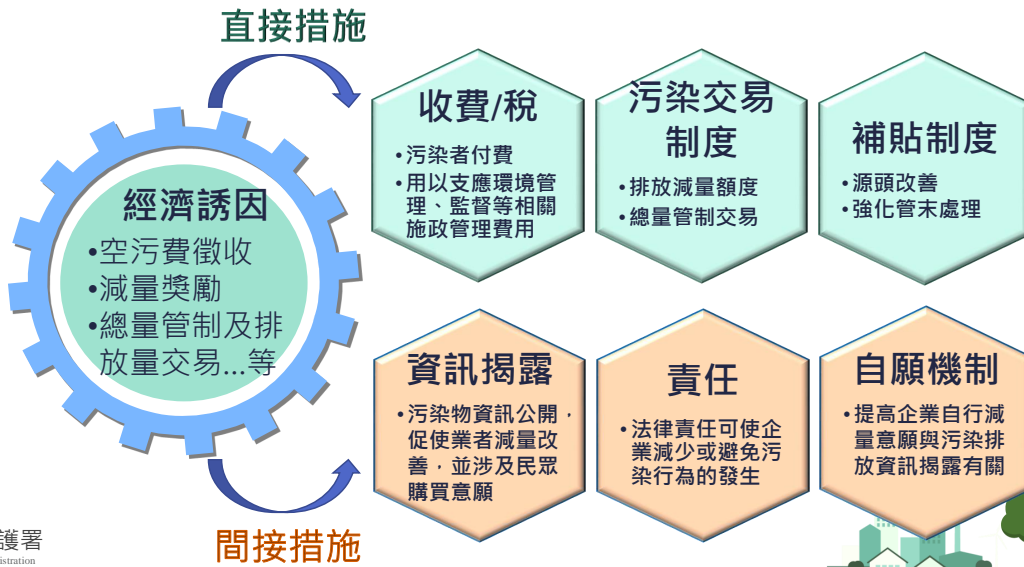 直接措施
經濟誘因
•空污費徵收
•減量獎勵
•總量管制及排
放量交易...等
收費/稅
•污染者付費
•用以支應環境管
理、監督等相關
施政管理費用
污染交易
制度
•排放減量額度
•總量管制交易
補貼制度
•源頭改善
•強化管末處理
資訊揭露
•污染物資訊公開，
促使業者減量改
善，並涉及民眾
購買意願
責任
•法律責任可使企
業減少或避免污
染行為的發生
自願機制
•提高企業自行減
量意願與污染排
放資訊揭露有關
間接措施
護署
istration